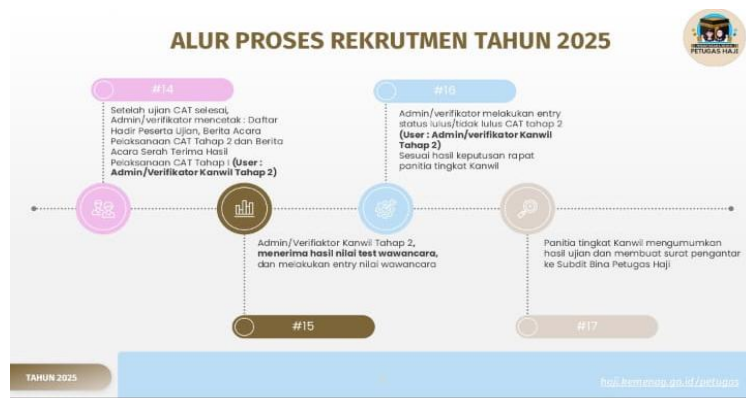 ALUR PROSES REKRUTMEN TAHUN 2025
PETUGAS HAJI
#14
Setelah ujian CAT selesai,
Admin/verifikator mencetak : Daftar
Hadir Peserta Ujian, Berita Acara
Pelaksanaan CAT Tahap 2 dan Berita
Acara Serah Terima Hasil
Pelaksanaan CAT Tahap I (User :
Admin/Verifikator Kanwil Tahap 2)
#16
Admin/verifikator melakukan entry
status lulus/tidak lulus CAT tahap 2
(User : Admin/verifikator Kanwil
Tahap 2)
Sesuai hasil keputusan rapat
panitia tingkat Kanwil
Admin/Verifiaktor Kanwil Tahap 2,
menerima hasil nilai test wawancara,
dan melakukan entry nilai wawancara
#15
Panitia tingkat Kanwil mengumumkan
hasil ujian dan membuat surat pengantar
ke Subdit Bina Petugas Haji
#17
TAHUN 2025
haji.kemenag.go.id/petugas